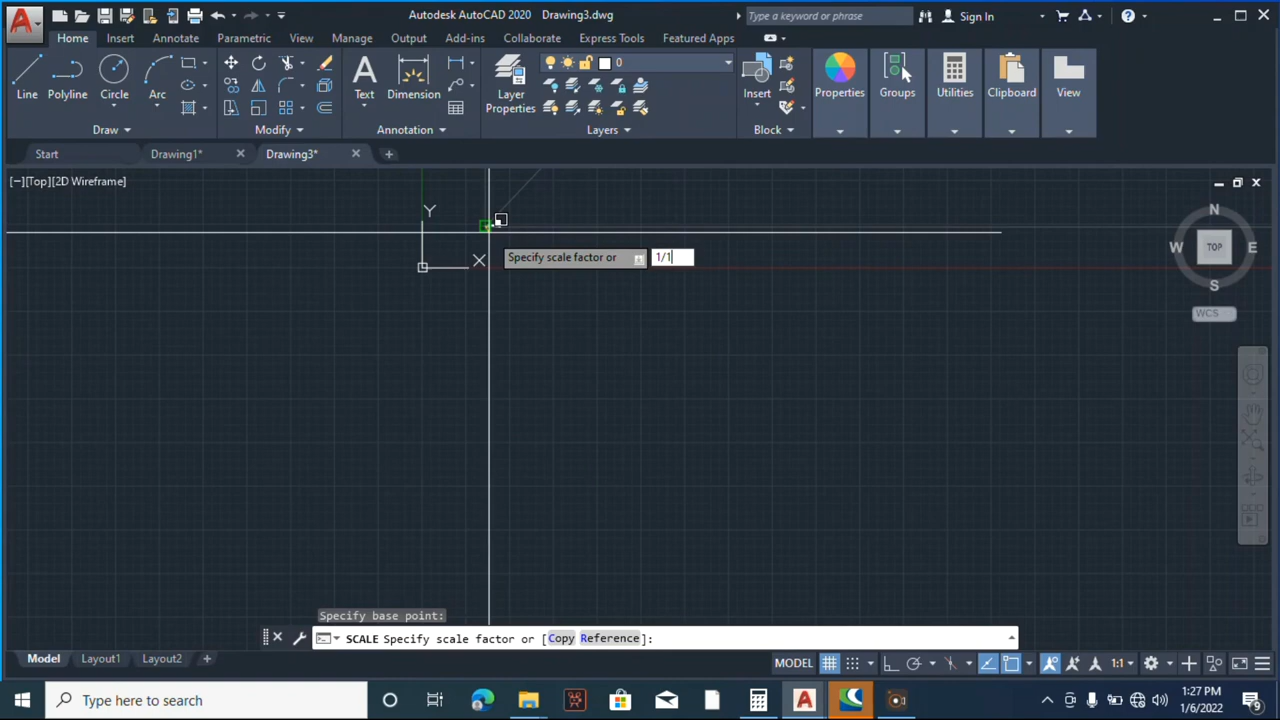 Autodesk AutoCAD 2020 Drawing3.dwg
Type a keyword or phrase
Sign In
Home Insert Annotate Parametric View Manage Output Add-ins Collaborate Express Tools Featured Apps
Line Polyline Circle Arc
Text Dimension
Layer Properties
0
Insert
Properties Groups Utilities Clipboard View
Draw Modify Annotation Layers Block
Start Drawing1* Drawing3*
[−][Top][2D Wireframe]
N
W TOP E
S
WCS
Y
X
Specify scale factor or 1/1
Specify base point:
SCALE Specify scale factor or [Copy Reference]:
Model Layout1 Layout2
MODEL 1:1
Type here to search
1:27 PM
1/6/2022
9